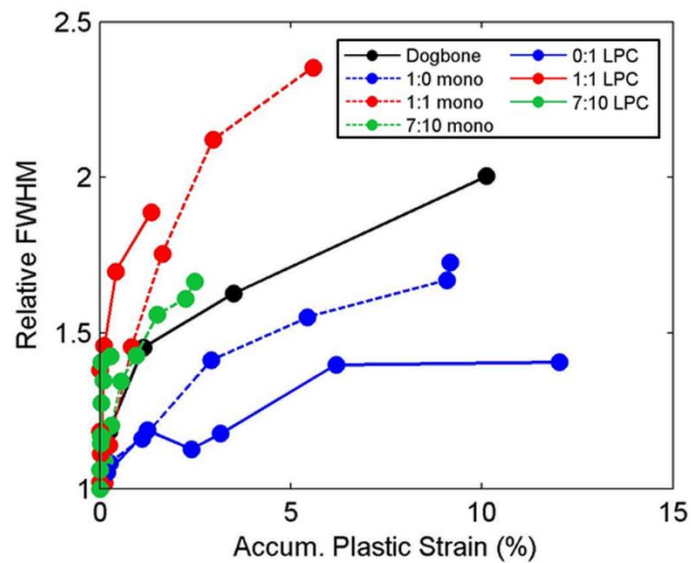 2.5
2
1.5
1
Relative FWHM
Dogbone
1:0 mono
1:1 mono
7:10 mono
0:1 LPC
1:1 LPC
7:10 LPC
0
5
10
15
Accum. Plastic Strain (%)